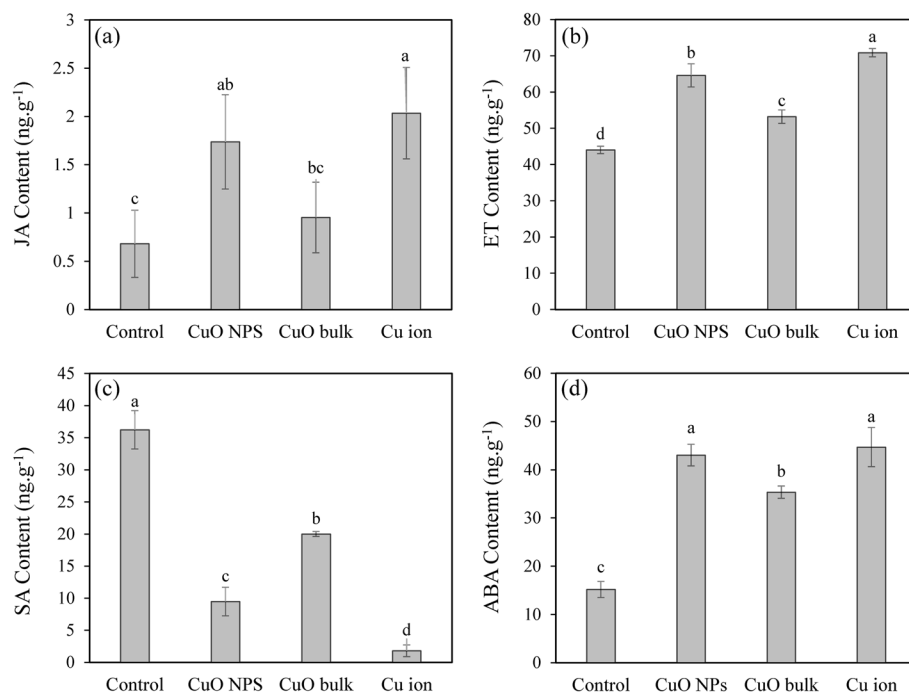 (a)
JA Content (ng.g⁻¹)
3
2.5
2
1.5
1
0.5
0
c
ab
bc
a
Control
CuO NPS
CuO bulk
Cu ion
(b)
ET Content (ng.g⁻¹)
80
70
60
50
40
30
20
10
0
d
b
c
a
Control
CuO NPS
CuO bulk
Cu ion
(c)
SA Content (ng.g⁻¹)
45
40
35
30
25
20
15
10
5
0
a
c
b
d
Control
CuO NPS
CuO bulk
Cu ion
(d)
ABA Contemt (ng.g⁻¹)
60
50
40
30
20
10
0
c
a
b
a
Control
CuO NPs
CuO bulk
Cu ion